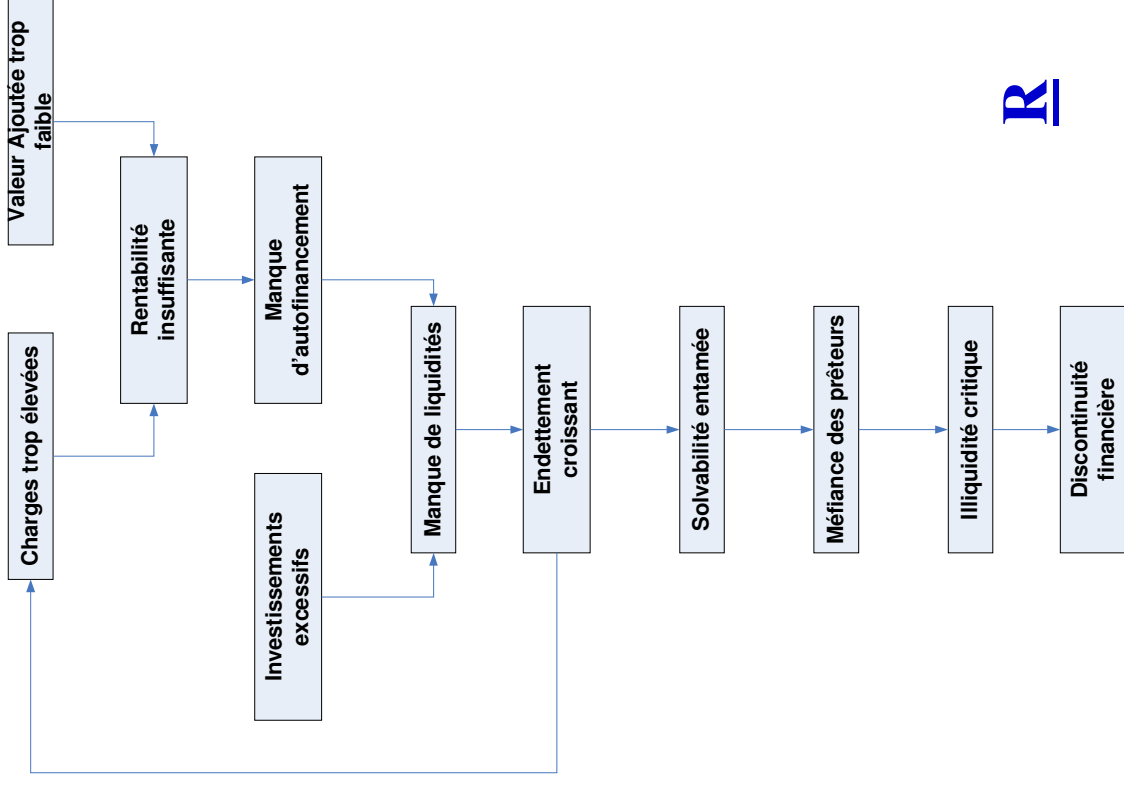 Valeur Ajoutée trop
faible
Charges trop élevées
Rentabilité
insuffisante
Manque
d'autofinancement
Investissements
excessifs
Manque de liquidités
Endettement
croissant
Solvabilité entamée
Méfiance des prêteurs
Illiquidité critique
Discontinuité
financière
R